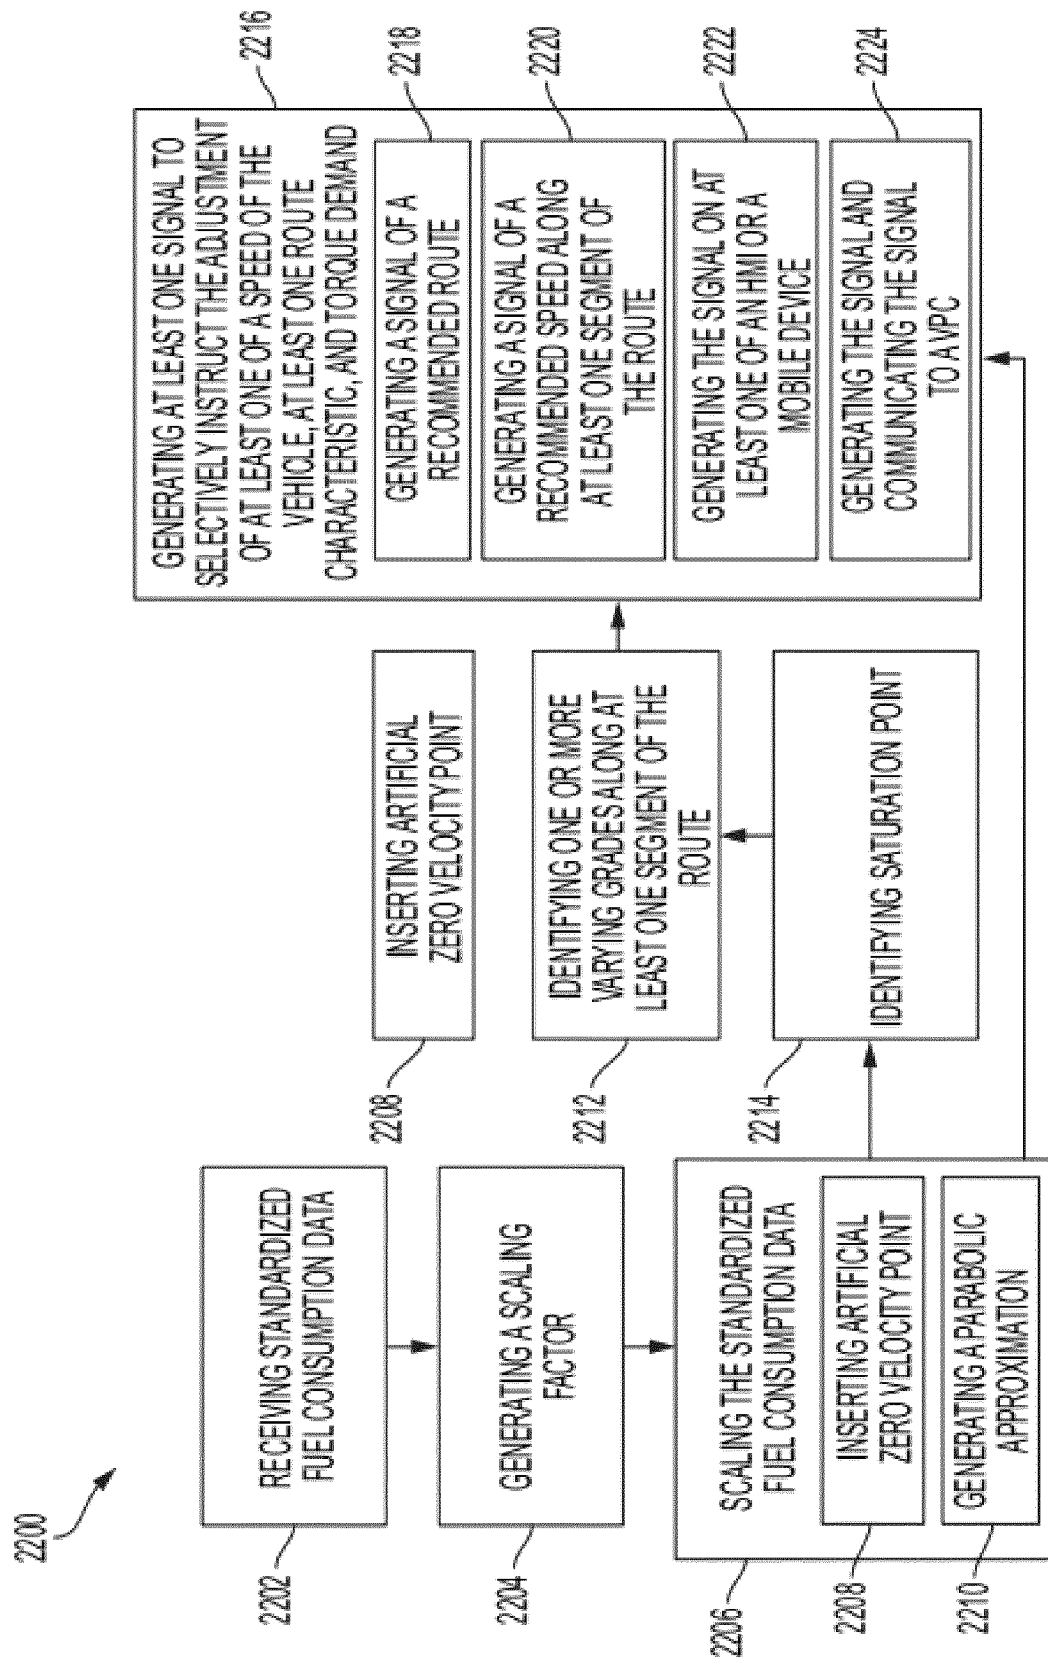 2200
RECEIVING STANDARDIZED
FUEL CONSUMPTION DATA
2202
GENERATING A SCALING
FACTOR
2204
SCALING THE STANDARDIZED
FUEL CONSUMPTION DATA
2206
INSERTING ARTIFICIAL
ZERO VELOCITY POINT
2208
GENERATING A PARABOLIC
APPROXIMATION
2210
INSERTING ARTIFICIAL
ZERO VELOCITY POINT
2208
IDENTIFYING ONE OR MORE
VARYING GRADES ALONG AT
LEAST ONE SEGMENT OF THE
ROUTE
2212
IDENTIFYING SATURATION POINT
2214
GENERATING AT LEAST ONE SIGNAL TO
SELECTIVELY INSTRUCT THE ADJUSTMENT
OF AT LEAST ONE OF A SPEED OF THE
VEHICLE, AT LEAST ONE ROUTE
CHARACTERISTIC, AND TORQUE DEMAND
2216
GENERATING A SIGNAL OF A
RECOMMENDED ROUTE
2218
GENERATING A SIGNAL OF A
RECOMMENDED SPEED ALONG
AT LEAST ONE SEGMENT OF
THE ROUTE
2220
GENERATING THE SIGNAL ON AT
LEAST ONE OF AN HMI OR A
MOBILE DEVICE
2222
GENERATING THE SIGNAL AND
COMMUNICATING THE SIGNAL
TO A VPC
2224